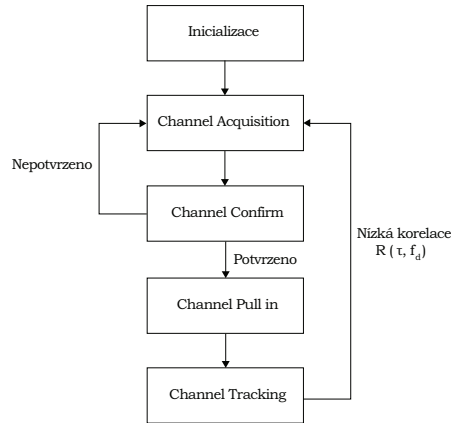 Inicializace
Channel Acquisition
Nepotvrzeno
Channel Confirm
Nízká korelace
R ( τ, f_d)
Potvrzeno
Channel Pull in
Channel Tracking